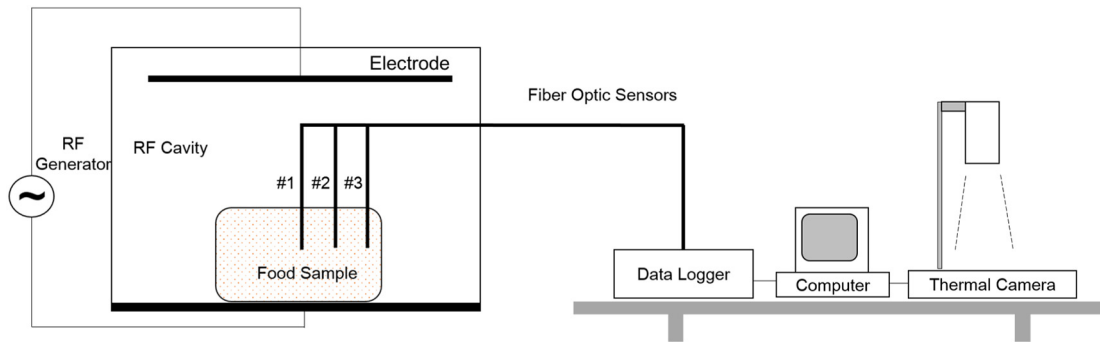 Electrode
Fiber Optic Sensors
RF
Generator
RF Cavity
#1
#2
#3
Food Sample
Data Logger
Computer
Thermal Camera